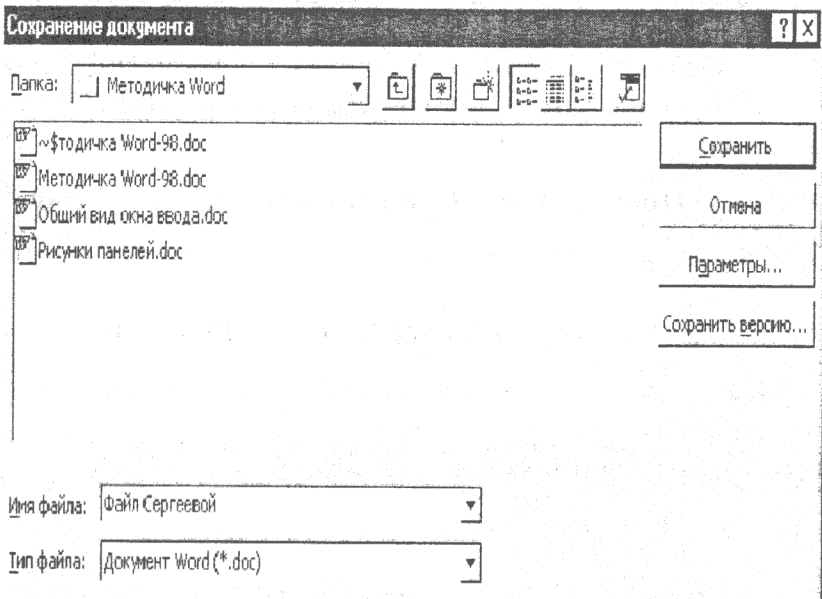 Сохранение документа
Папка: Методичка Word
~$тодичка Word-98.doc
Методичка Word-98.doc
Общий вид окна ввода.doc
Рисунки панелей.doc
Сохранить
Отмена
Параметры...
Сохранить версию...
Имя файла: Файл Сергеевой
Тип файла: Документ Word (*.doc)